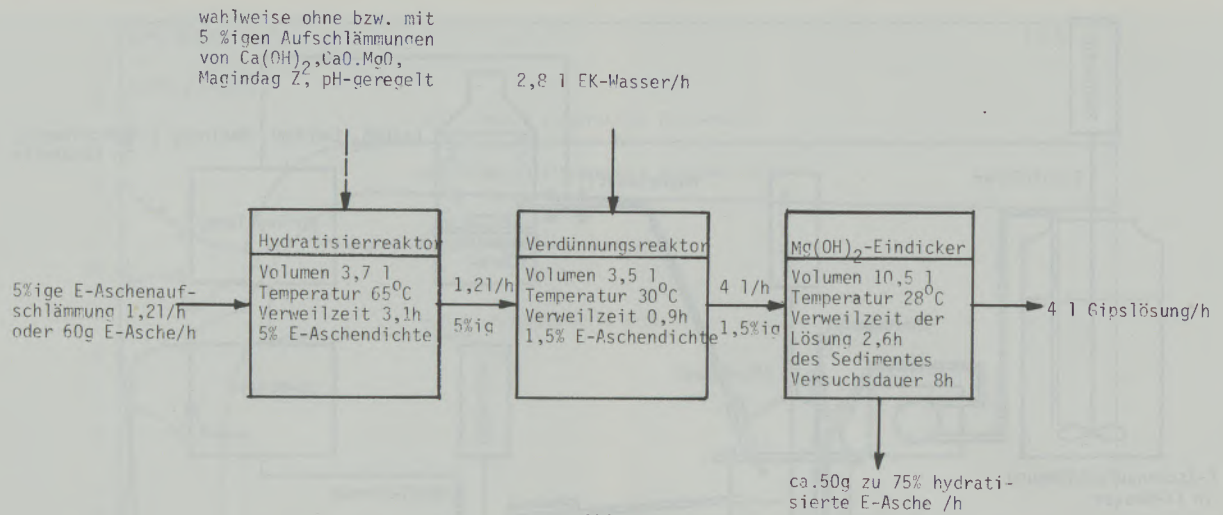 wahlweise ohne bzw. mit
5 %igen Aufschlämmungen
von Ca(OH)2,CaO.MgO,
Magindag Z, pH-geregelt
2,8 l EK-Wasser/h
5%ige E-Aschenauf-
schlämmung 1,2l/h
oder 60g E-Asche/h
Hydratisierreaktor
Volumen 3,7 l
Temperatur 65°C
Verweilzeit 3,1h
5% E-Aschendichte
1,2l/h
5%ig
Verdünnungsreaktor
Volumen 3,5 l
Temperatur 30°C
Verweilzeit 0,9h
1,5% E-Aschendichte
4 l/h
1,5%ig
Mg(OH)2-Eindicker
Volumen 10,5 l
Temperatur 28°C
Verweilzeit der
Lösung 2,6h
des Sedimentes
Versuchsdauer 8h
4 l Gipslösung/h
ca.50g zu 75% hydrati-
sierte E-Asche /h